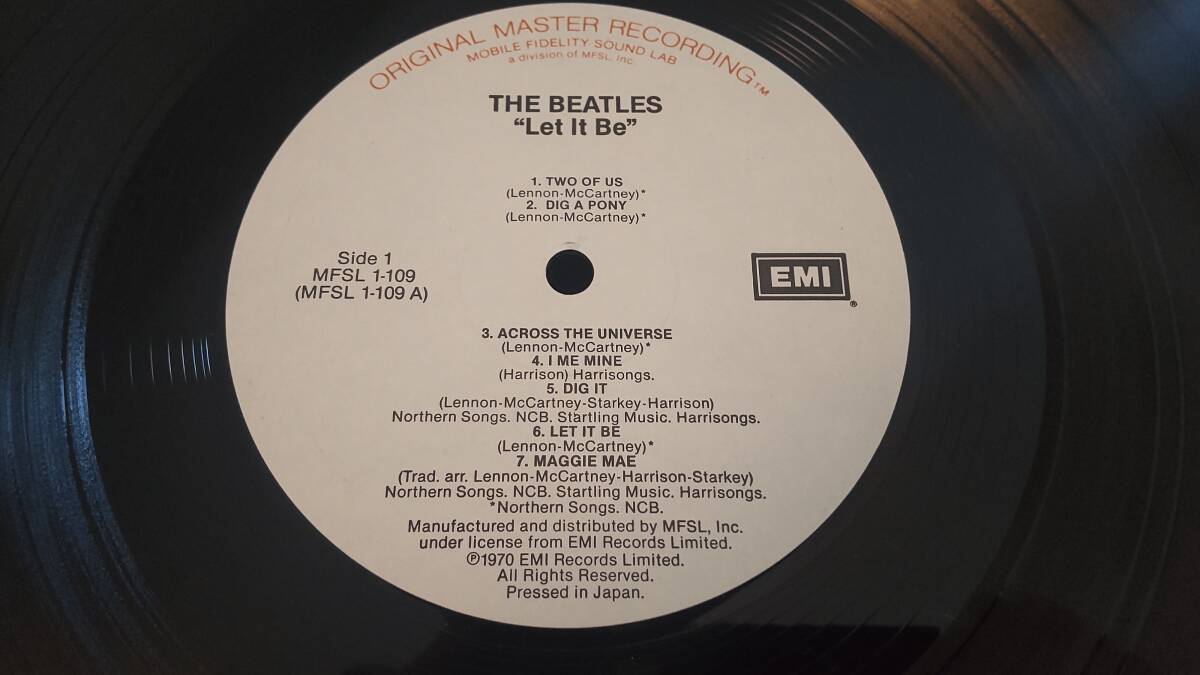 ORIGINAL MASTER RECORDING™
MOBILE FIDELITY SOUND LAB
a division of MFSL, Inc.
THE BEATLES
“Let It Be”
1. TWO OF US
(Lennon-McCartney)*
2. DIG A PONY
(Lennon-McCartney)*
Side 1
MFSL 1-109
(MFSL 1-109 A)
EMI®
3. ACROSS THE UNIVERSE
(Lennon-McCartney)*
4. I ME MINE
(Harrison) Harrisongs.
5. DIG IT
(Lennon-McCartney-Starkey-Harrison)
Northern Songs. NCB. Startling Music. Harrisongs.
6. LET IT BE
(Lennon-McCartney)*
7. MAGGIE MAE
(Trad. arr. Lennon-McCartney-Harrison-Starkey)
Northern Songs. NCB. Startling Music. Harrisongs.
*Northern Songs. NCB.
Manufactured and distributed by MFSL, Inc.
under license from EMI Records Limited.
℗1970 EMI Records Limited.
All Rights Reserved.
Pressed in Japan.